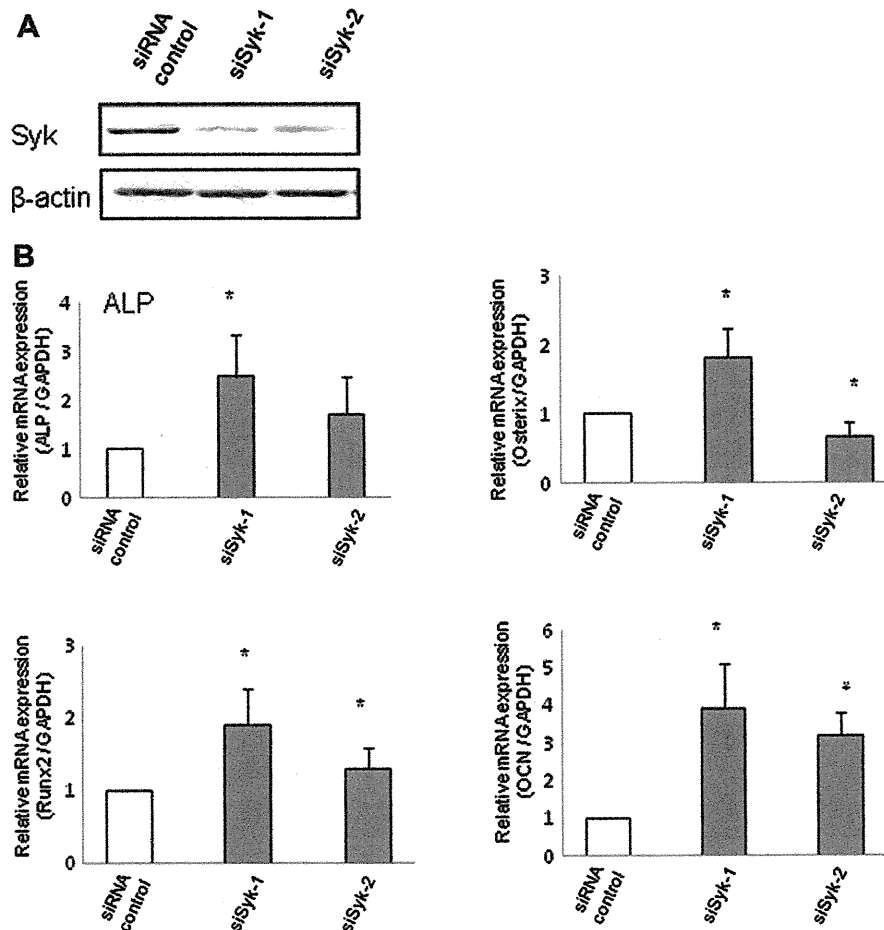 A
siRNA control
siSyk-1
siSyk-2
Syk
β-actin
B
ALP
Relative mRNA expression
(ALP / GAPDH)
4
3
2
1
0
*
siRNA control
siSyk-1
siSyk-2
Relative mRNA expression
(Osterix/GAPDH)
3
2
1
0
*
*
siRNA control
siSyk-1
siSyk-2
Relative mRNA expression
(Runx2 / GAPDH)
3
2
1
0
*
*
siRNA control
siSyk-1
siSyk-2
Relative mRNA expression
(OCN / GAPDH)
6
5
4
3
2
1
0
*
*
siRNA control
siSyk-1
siSyk-2